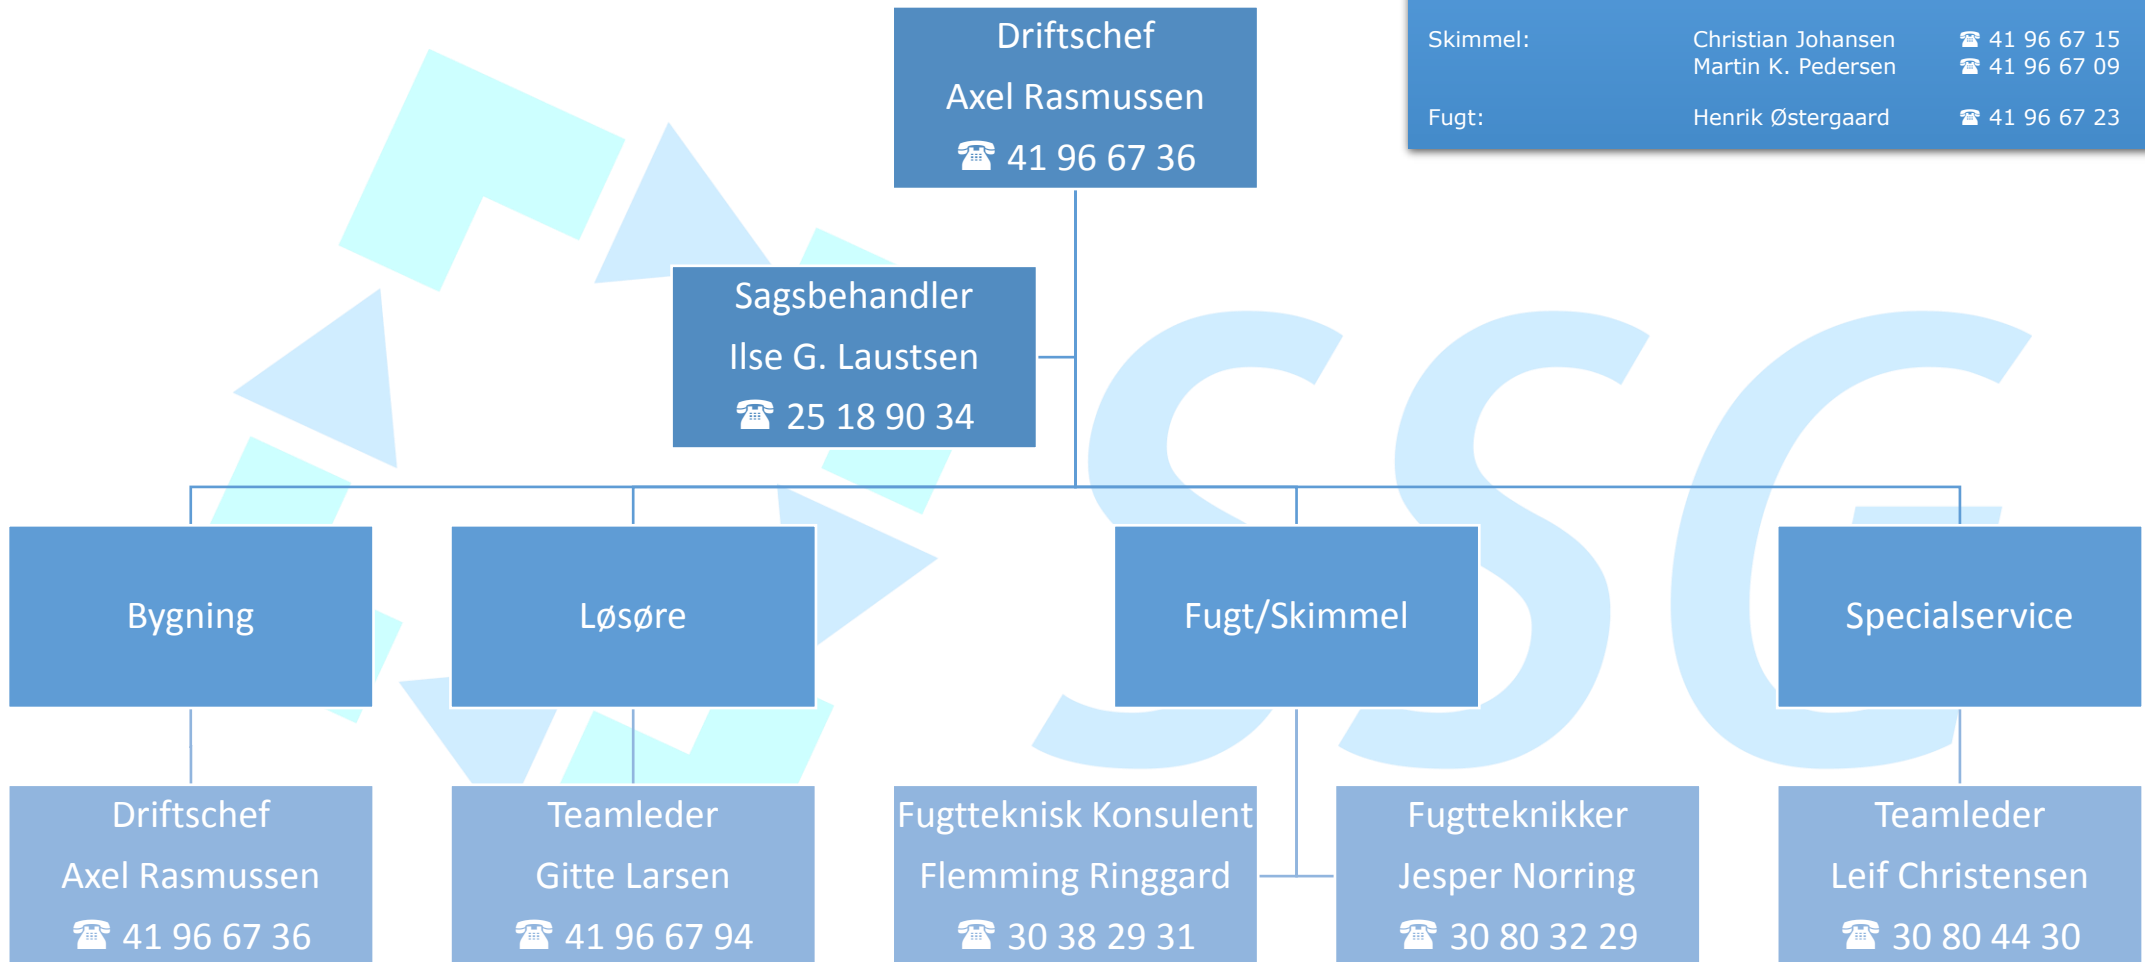 Driftschef
Axel Rasmussen
☎ 41 96 67 36
Skimmel: Christian Johansen ☎ 41 96 67 15
Martin K. Pedersen ☎ 41 96 67 09
Fugt: Henrik Østergaard ☎ 41 96 67 23
Sagsbehandler
Ilse G. Laustsen
☎ 25 18 90 34
SSG
Bygning
Løsøre
Fugt/Skimmel
Specialservice
Driftschef
Axel Rasmussen
☎ 41 96 67 36
Teamleder
Gitte Larsen
☎ 41 96 67 94
Fugtteknisk Konsulent
Flemming Ringgard
☎ 30 38 29 31
Fugtteknikker
Jesper Norring
☎ 30 80 32 29
Teamleder
Leif Christensen
☎ 30 80 44 30